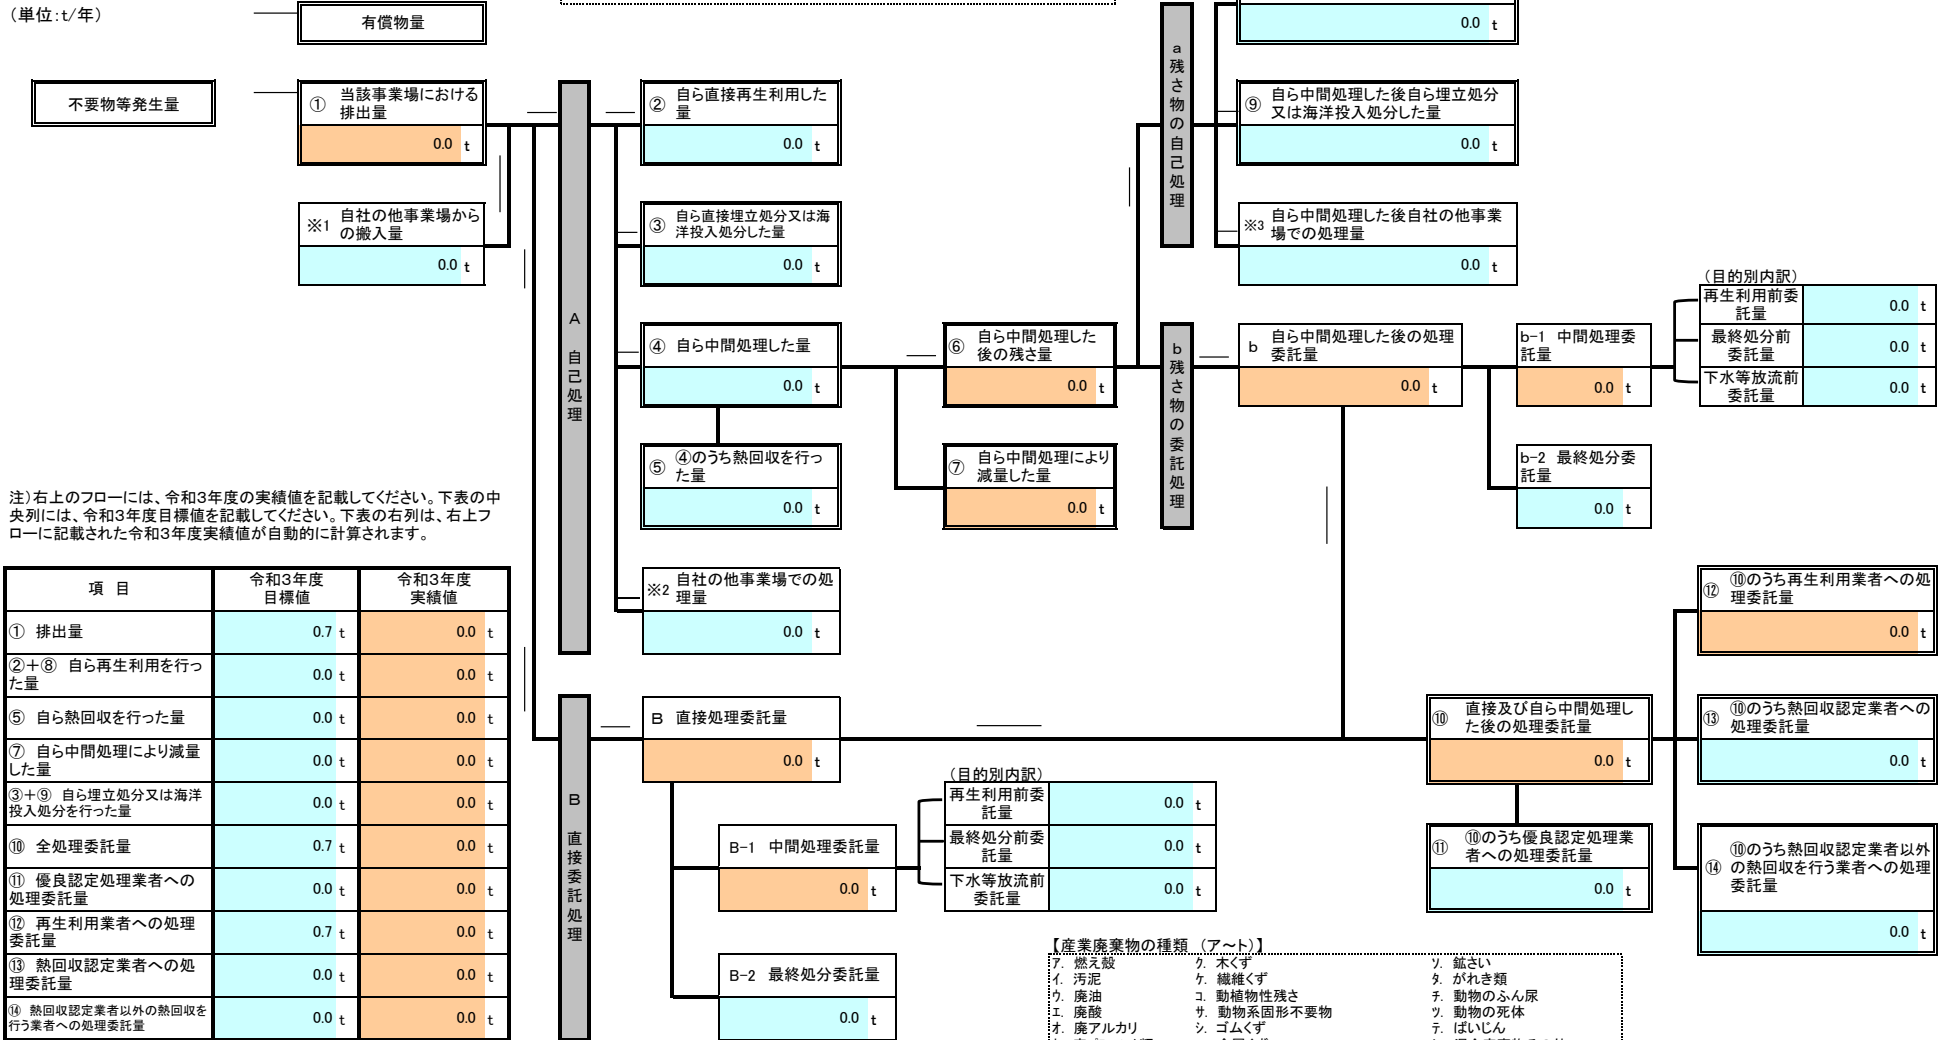 (単位:t/年)
有償物量
0.0 t
不要物等発生量
① 当該事業場における
排出量
0.0 t
※1 自社の他事業場から
の搬入量
0.0 t
A 自己処理
② 自ら直接再生利用した
量
0.0 t
③ 自ら直接埋立処分又は海
洋投入処分した量
0.0 t
④ 自ら中間処理した量
0.0 t
⑤ ④のうち熱回収を行っ
た量
0.0 t
※2 自社の他事業場での処
理量
0.0 t
⑥ 自ら中間処理した
後の残さ量
0.0 t
⑦ 自ら中間処理により
減量した量
0.0 t
a残さ物の自己処理
⑨ 自ら中間処理した後自ら埋立処分
又は海洋投入処分した量
0.0 t
※3 自ら中間処理した後自社の他事業
場での処理量
0.0 t
b残さ物の委託処理
b 自ら中間処理した後の処理
委託量
0.0 t
b-1 中間処理委
託量
0.0 t
b-2 最終処分委
託量
0.0 t
(目的別内訳)
再生利用前委
託量
0.0 t
最終処分前
委託量
0.0 t
下水等放流前
委託量
0.0 t
注)右上のフローには、令和3年度の実績値を記載してください。下表の中
央列には、令和3年度目標値を記載してください。下表の右列は、右上フ
ローに記載された令和3年度実績値が自動的に計算されます。
項 目 令和3年度 目標値 令和3年度 実績値
① 排出量 0.7 t 0.0 t
②+⑧ 自ら再生利用を行っ
た量 0.0 t 0.0 t
⑤ 自ら熱回収を行った量 0.0 t 0.0 t
⑦ 自ら中間処理により減量
した量 0.0 t 0.0 t
③+⑨ 自ら埋立処分又は海洋
投入処分を行った量 0.0 t 0.0 t
⑩ 全処理委託量 0.7 t 0.0 t
⑪ 優良認定処理業者への
処理委託量 0.0 t 0.0 t
⑫ 再生利用業者への処理
委託量 0.7 t 0.0 t
⑬ 熱回収認定業者への処
理委託量 0.0 t 0.0 t
⑭ 熱回収認定業者以外の熱回収を
行う業者への処理委託量 0.0 t 0.0 t
B 直接委託処理
B 直接処理委託量
0.0 t
B-1 中間処理委託量
0.0 t
B-2 最終処分委託量
0.0 t
(目的別内訳)
再生利用前委
託量
0.0 t
最終処分前委
託量
0.0 t
下水等放流前
委託量
0.0 t
⑩ 直接及び自ら中間処理し
た後の処理委託量
0.0 t
⑪ ⑩のうち優良認定処理業
者への処理委託量
0.0 t
⑫ ⑩のうち再生利用業者への処
理委託量
0.0 t
⑬ ⑩のうち熱回収認定業者への
処理委託量
0.0 t
⑭ ⑩のうち熱回収認定業者以外
の熱回収を行う業者への処理
委託量
0.0 t
【産業廃棄物の種類 (ア~ト)】
ア. 燃え殻 ク. 木くず ソ. 鉱さい
イ. 汚泥 ケ. 繊維くず タ. がれき類
ウ. 廃油 コ. 動植物性残さ チ. 動物のふん尿
エ. 廃酸 サ. 動物系固形不要物 ツ. 動物の死体
オ. 廃アルカリ シ. ゴムくず テ. ばいじん